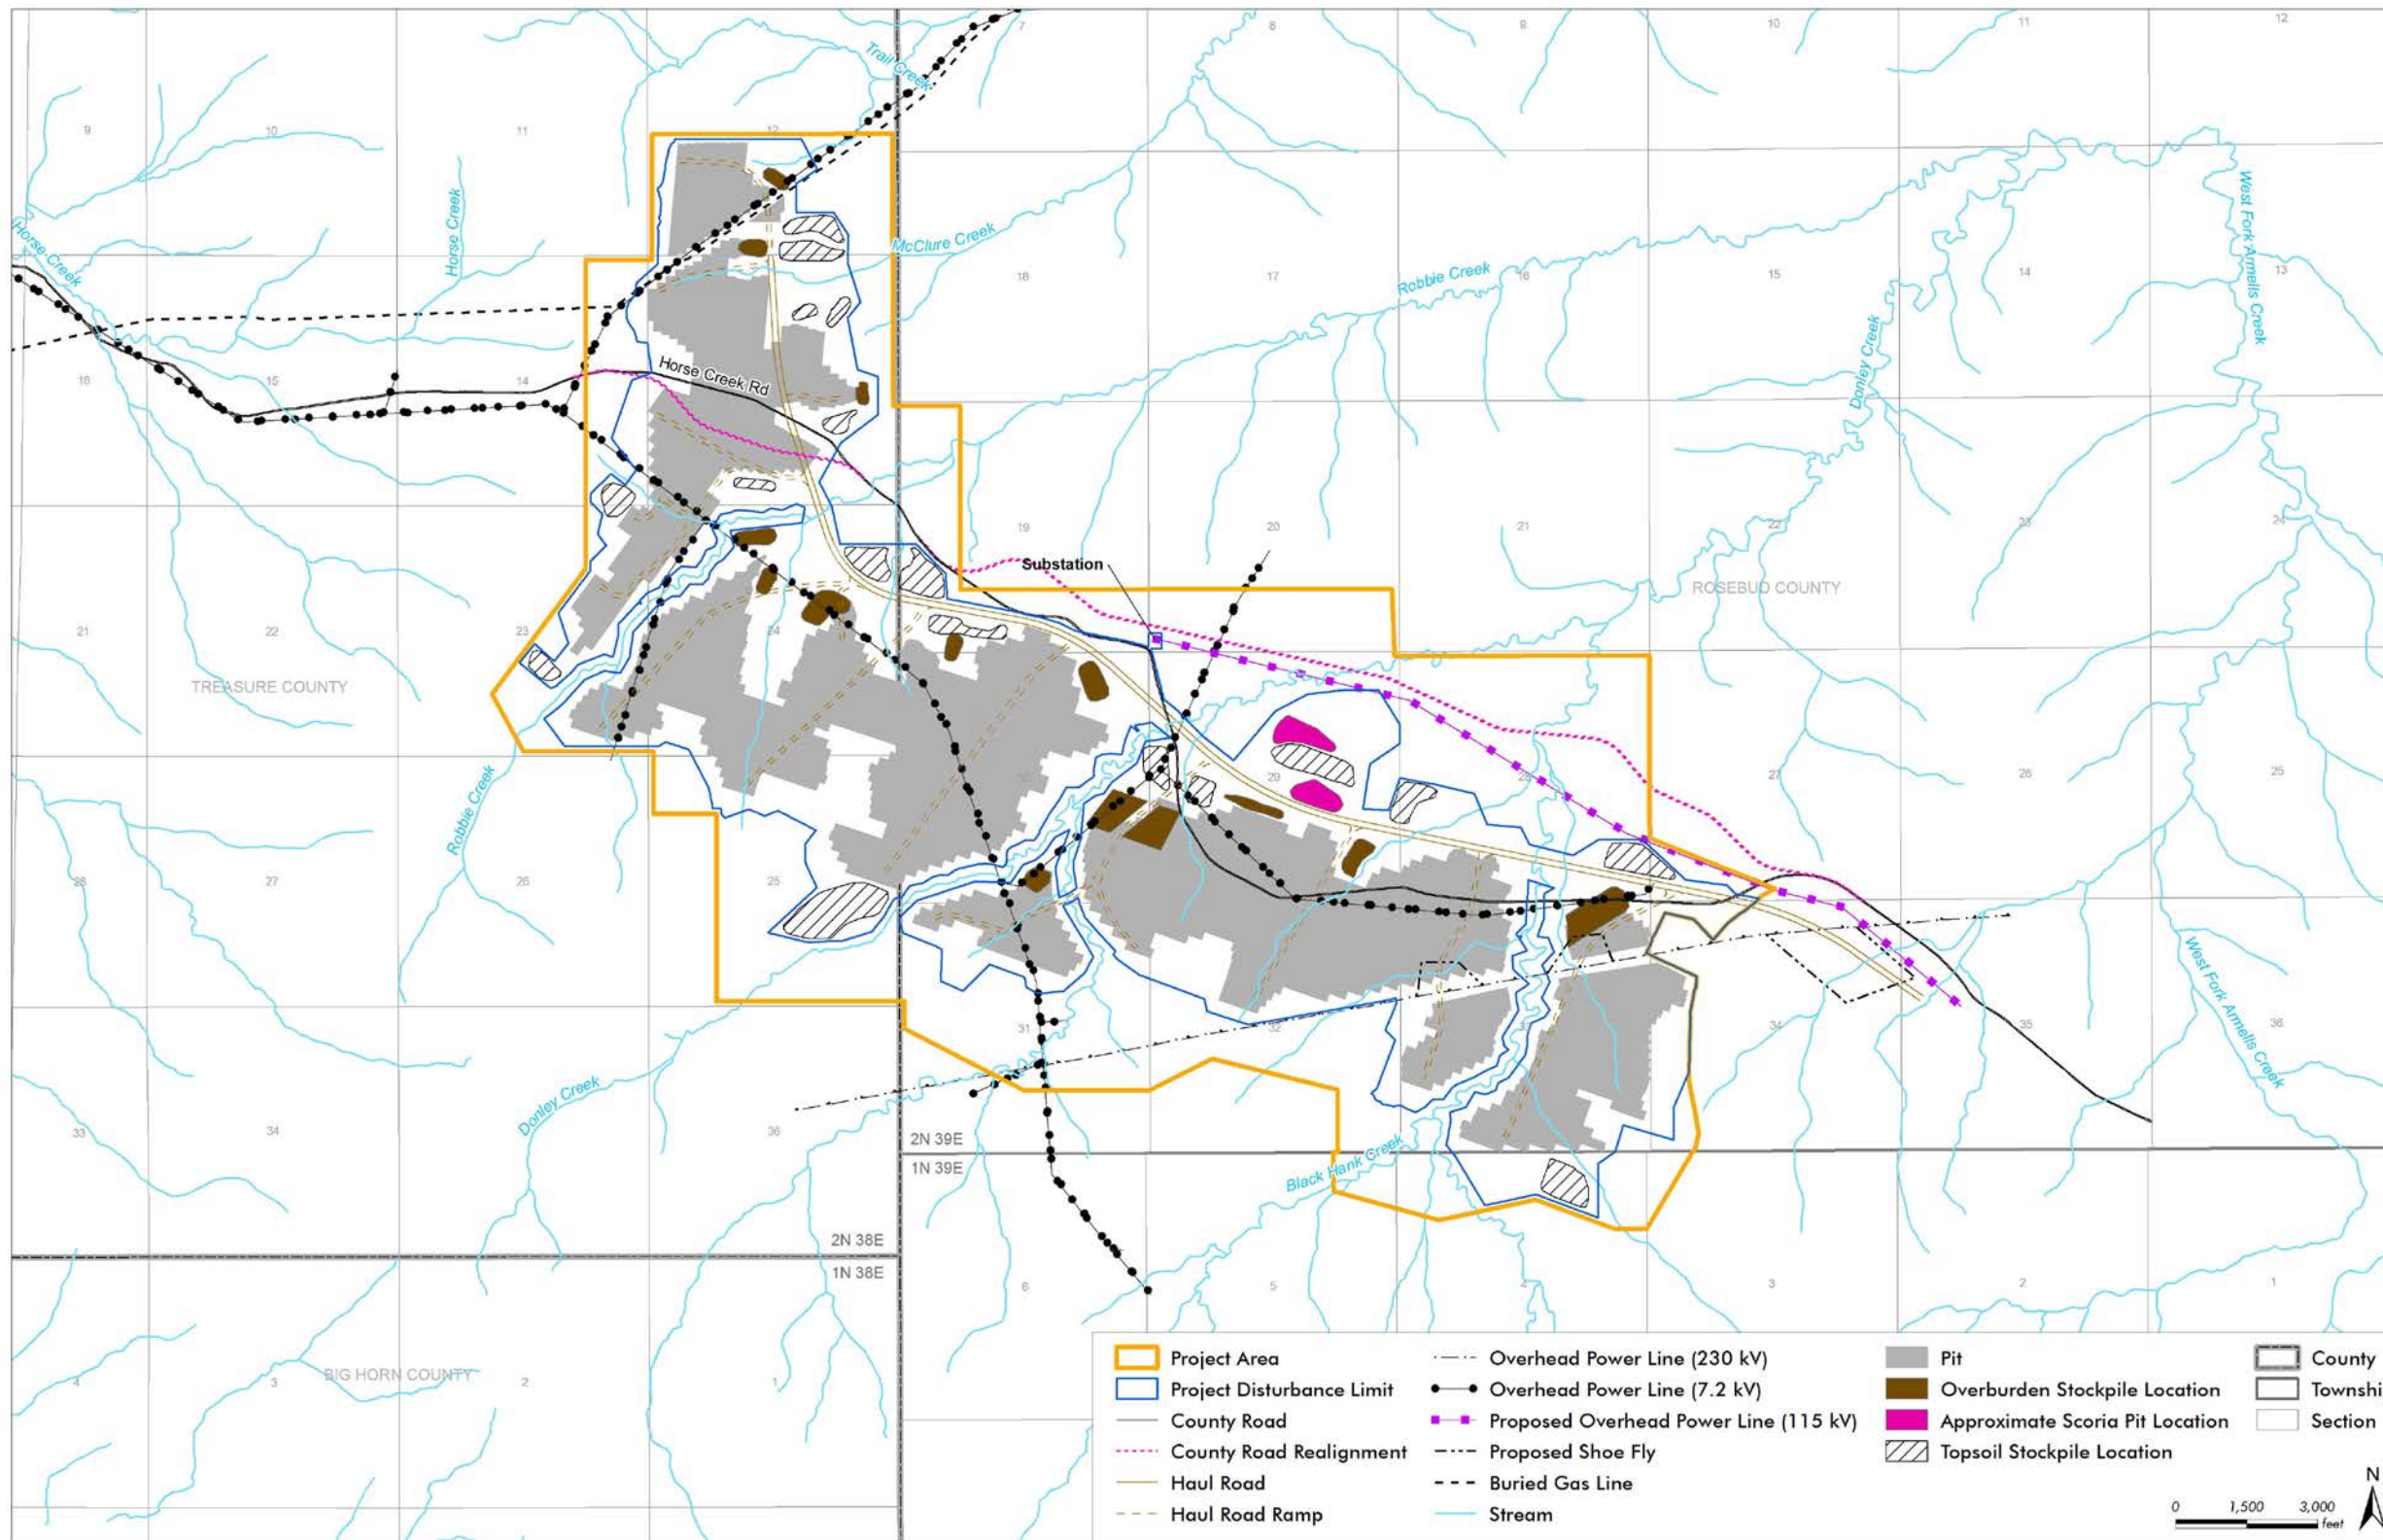 7
8
9
10
11
12
Trail Creek
9
10
11
12
Horse Creek
Horse Creek
McClure Creek
18
17
Robbie Creek
16
15
14
13
West Fork Armells Creek
Donley Creek
16
15
14
Horse Creek Rd
19
20
21
22
23
24
Substation
ROSEBUD COUNTY
21
22
23
24
TREASURE COUNTY
29
28
27
26
25
Robbie Creek
28
27
26
25
31
32
34
35
36
West Fork Armells Creek
33
34
Donley Creek
36
2N 39E
1N 39E
Black Hank Creek
2N 38E
1N 38E
6
5
4
3
2
1
4
3
BIG HORN COUNTY
2
1
Project Area
Project Disturbance Limit
County Road
County Road Realignment
Haul Road
Haul Road Ramp
Overhead Power Line (230 kV)
Overhead Power Line (7.2 kV)
Proposed Overhead Power Line (115 kV)
Proposed Shoe Fly
Buried Gas Line
Stream
Pit
Overburden Stockpile Location
Approximate Scoria Pit Location
Topsoil Stockpile Location
County
Townshi
Section
N
0 1,500 3,000
feet